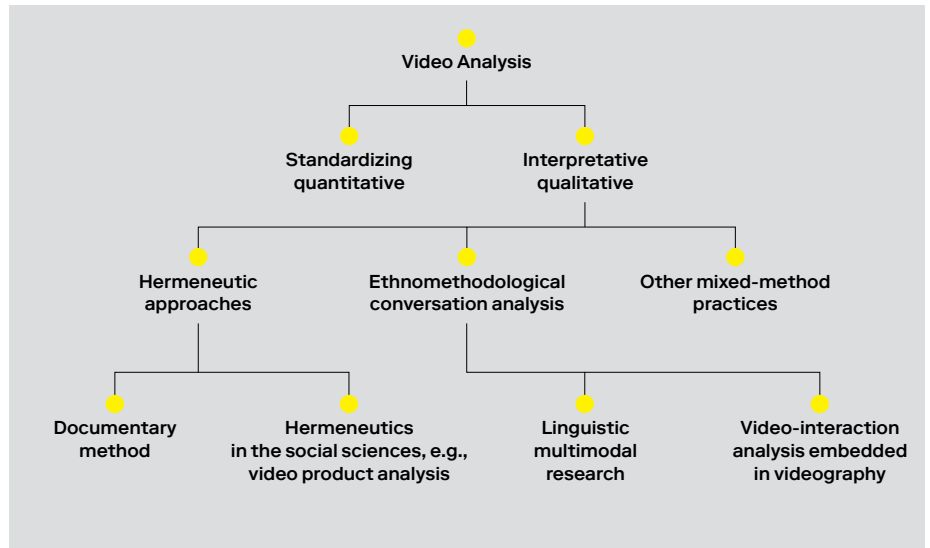 Video Analysis
Standardizing
quantitative
Interpretative
qualitative
Hermeneutic
approaches
Ethnomethodological
conversation analysis
Other mixed-method
practices
Documentary
method
Hermeneutics
in the social sciences, e.g.,
video product analysis
Linguistic
multimodal
research
Video-interaction
analysis embedded
in videography